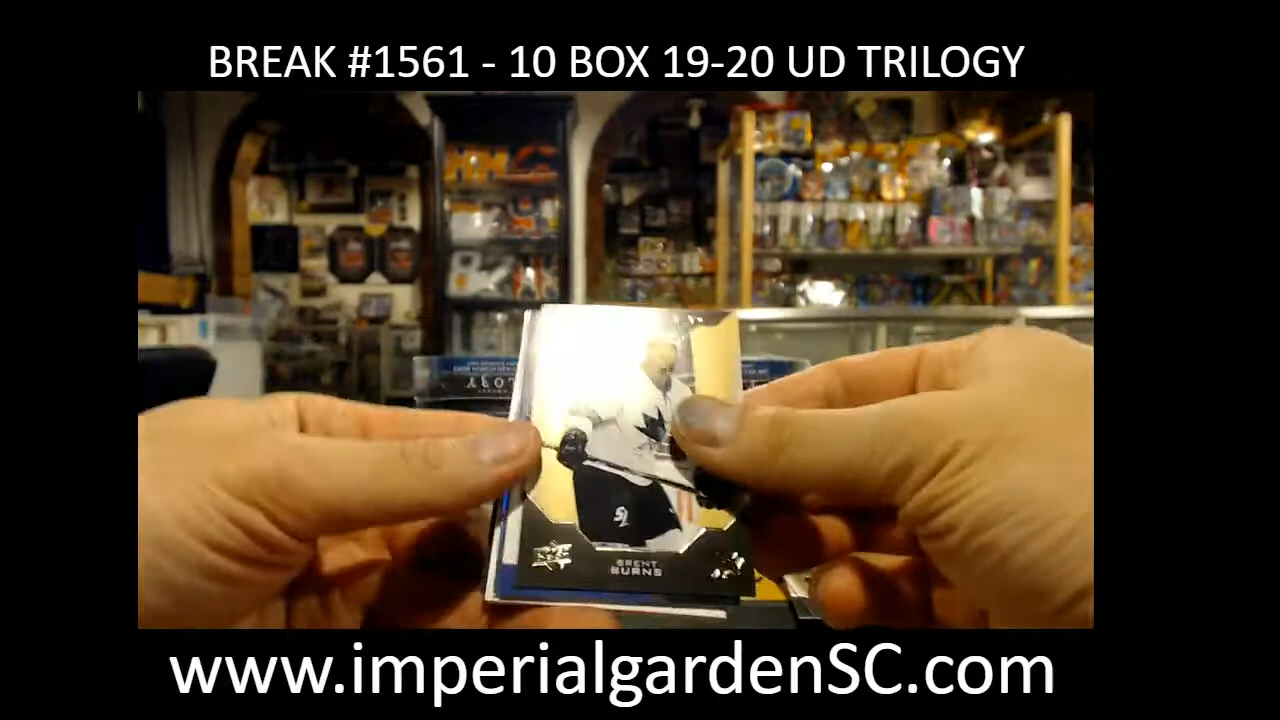 BREAK #1561 - 10 BOX 19-20 UD TRILOGY
BRENT
BURNS
www.imperialgardenSC.com